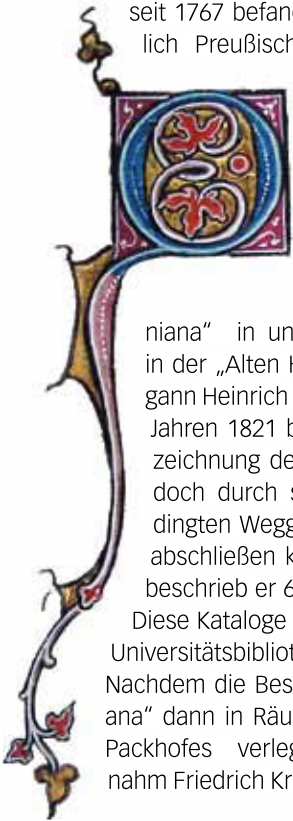 seit 1767 befan
lich Preußisch
niana“ in un
in der „Alten
gann Heinrich
Jahren 1821 b
zeichnung de
doch durch s
dingten Wegg
abschließen k
beschrieb er 6
Diese Kataloge
Universitätsbibliot
Nachdem die Bes
ana“ dann in Räu
Packhofes verleg
nahm Friedrich Kr